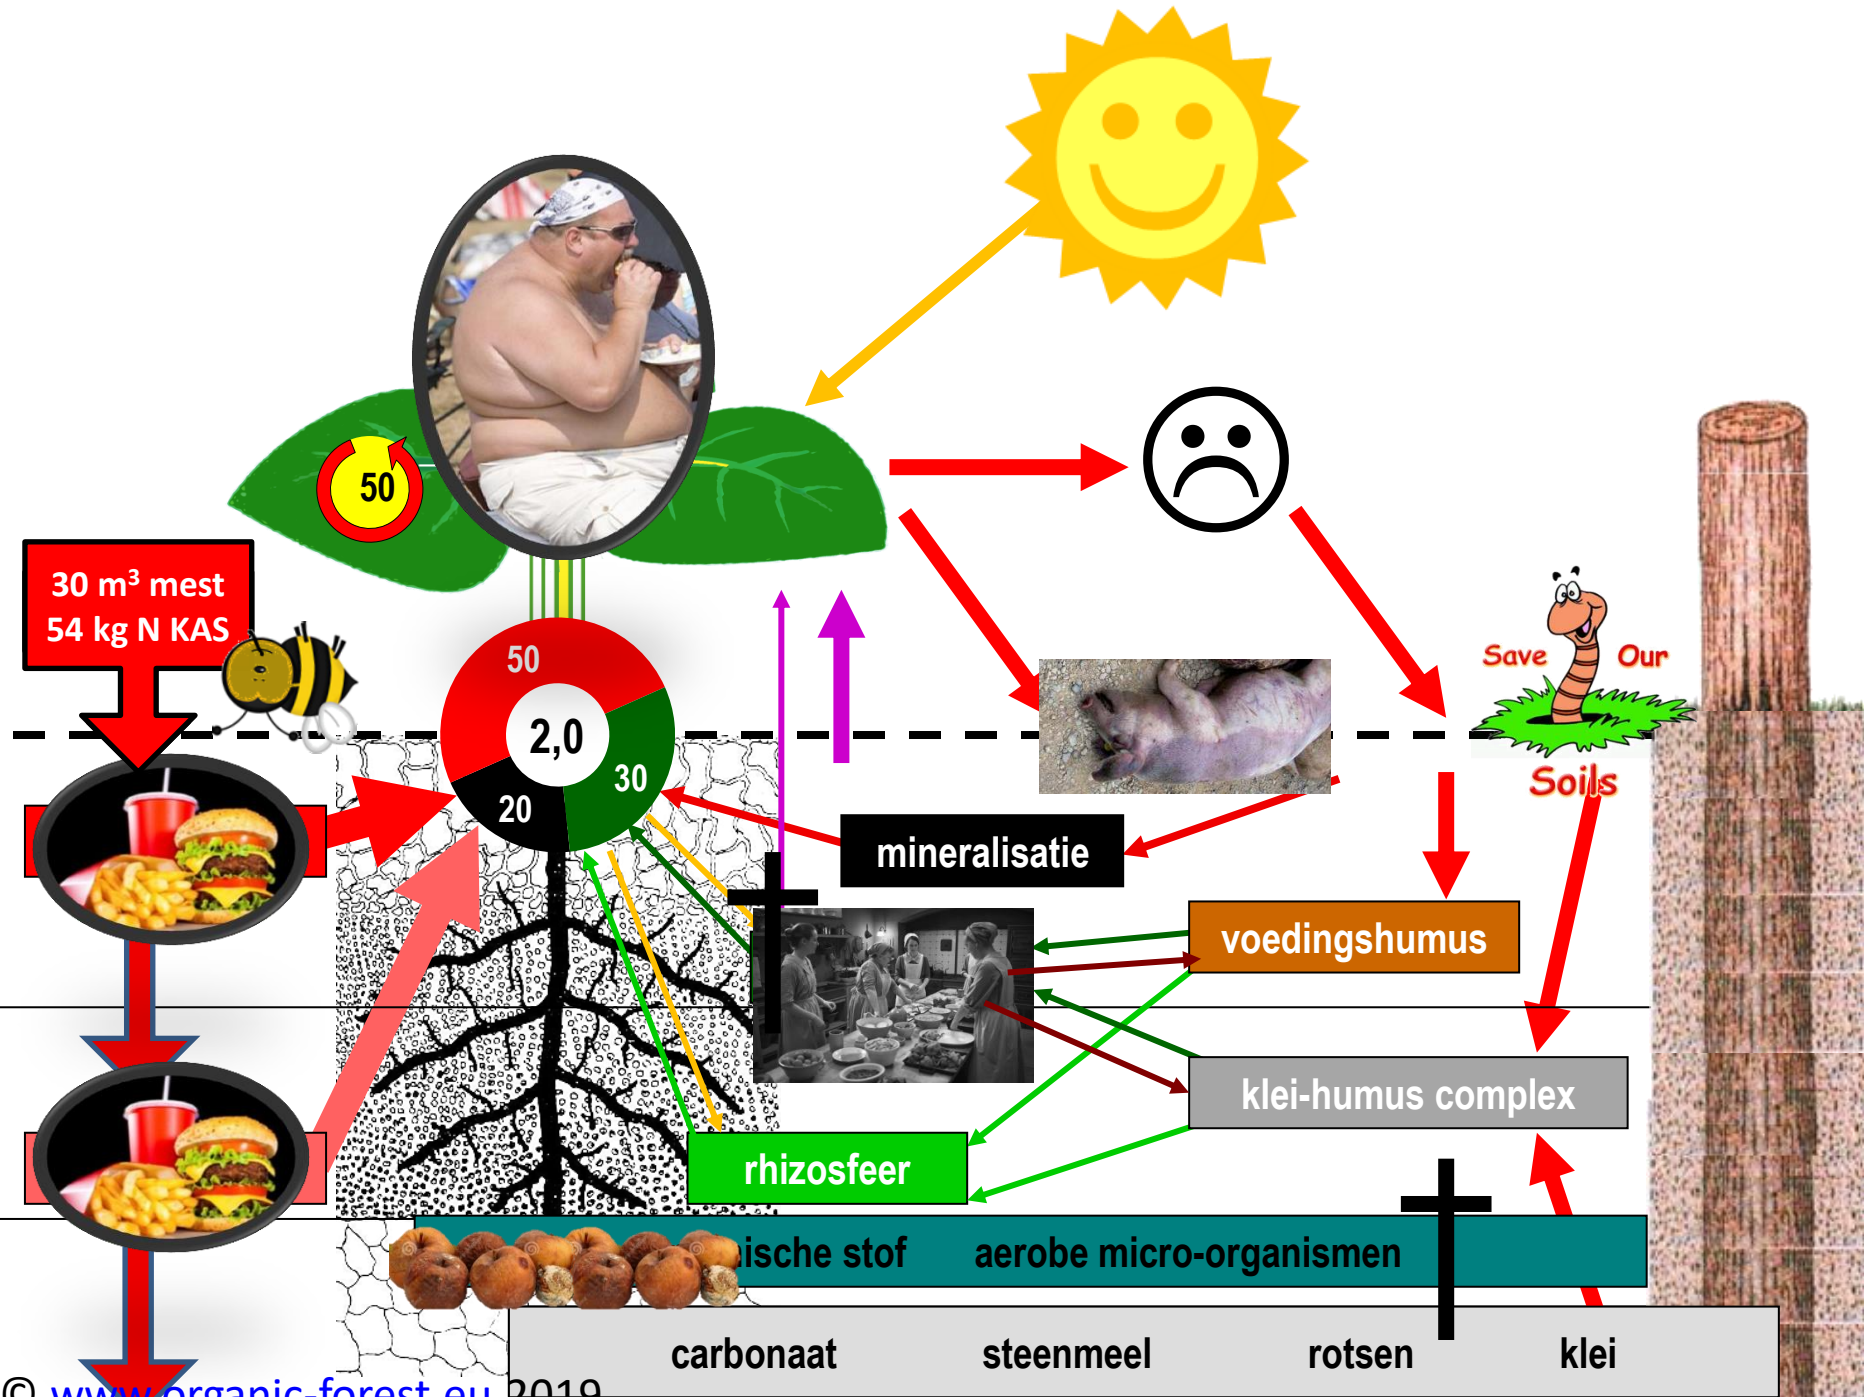 50
30 m³ mest
54 kg N KAS
Save Our
Soils
50
2,0
30
20
mineralisatie
voedingshumus
klei-humus complex
rhizosfeer
ische stof aerobe micro-organismen
carbonaat steenmeel rotsen klei
© www.organic-forest.eu 2019